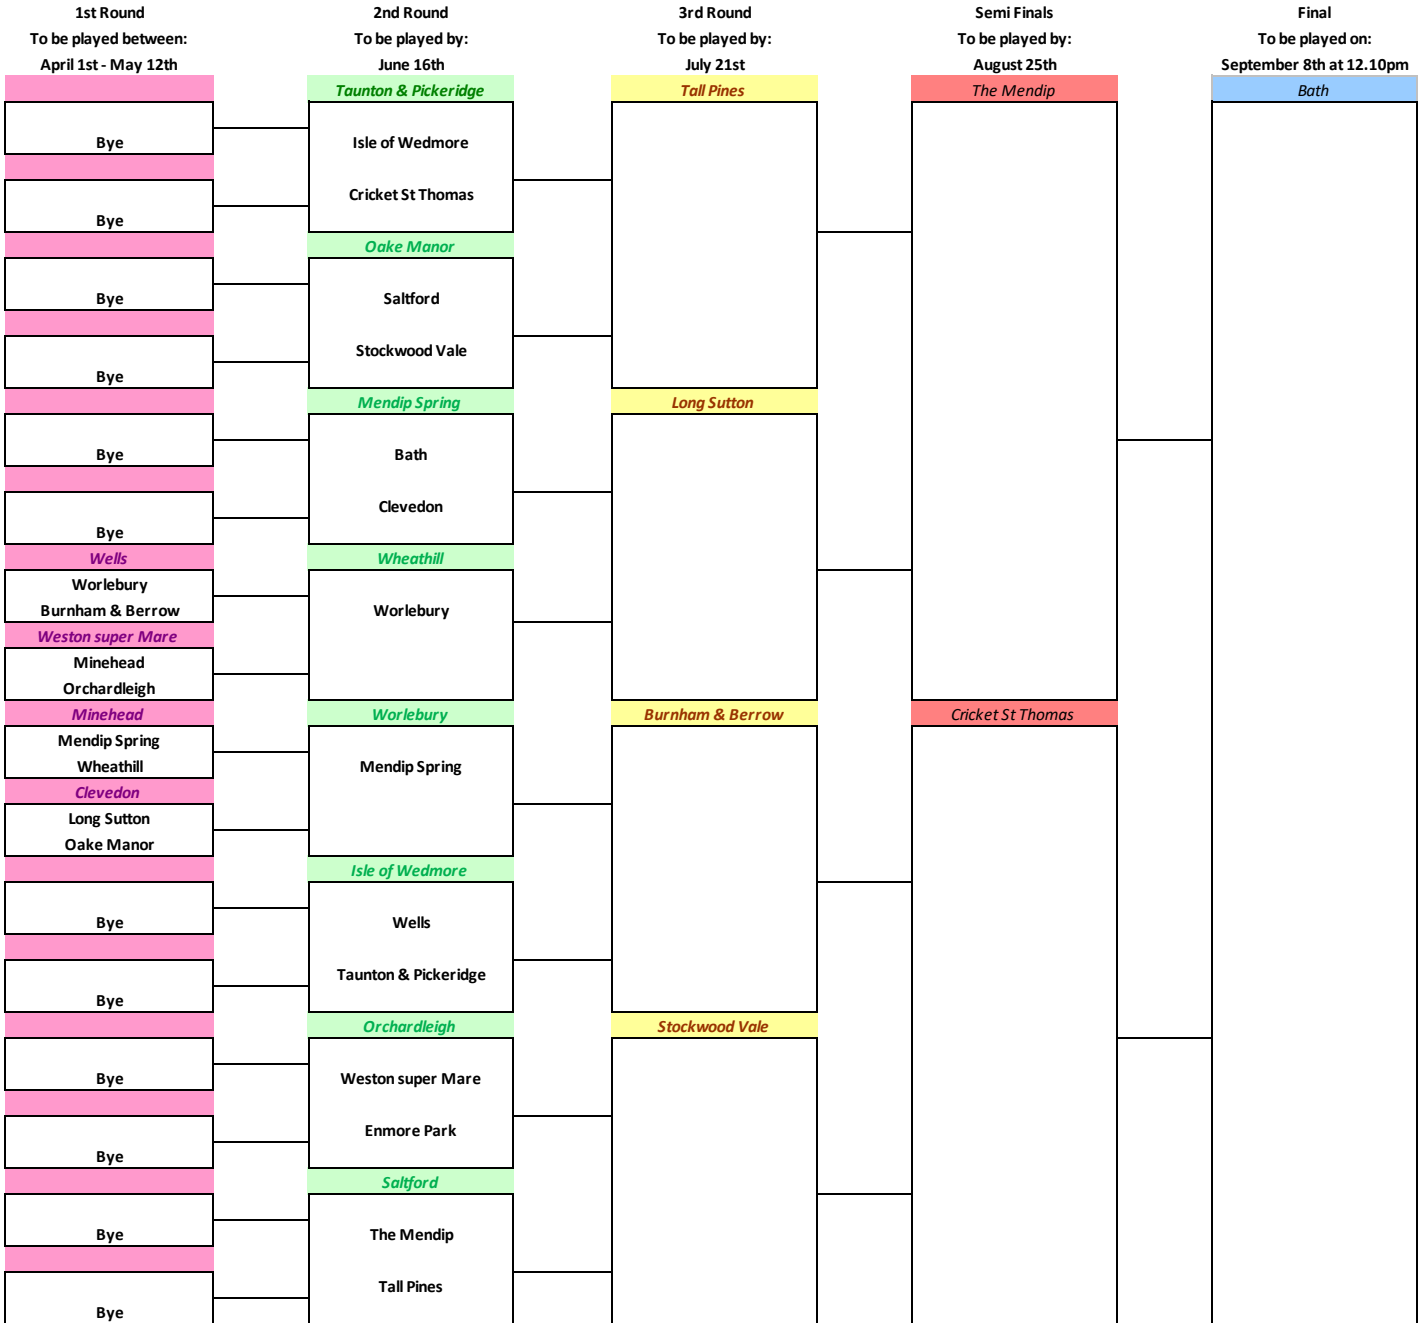 1st Round
To be played between:
April 1st - May 12th
Bye
Bye
Bye
Bye
Bye
Bye
Wells
Worlebury
Burnham & Berrow
Weston super Mare
Minehead
Orchardleigh
Minehead
Mendip Spring
Wheathill
Clevedon
Long Sutton
Oake Manor
Bye
Bye
Bye
Bye
Bye
Bye
2nd Round
To be played by:
June 16th
Taunton & Pickeridge
Isle of Wedmore
Cricket St Thomas
Oake Manor
Saltford
Stockwood Vale
Mendip Spring
Bath
Clevedon
Wheathill
Worlebury
Worlebury
Mendip Spring
Isle of Wedmore
Wells
Taunton & Pickeridge
Orchardleigh
Weston super Mare
Enmore Park
Saltford
The Mendip
Tall Pines
3rd Round
To be played by:
July 21st
Tall Pines
Long Sutton
Burnham & Berrow
Stockwood Vale
Semi Finals
To be played by:
August 25th
The Mendip
Cricket St Thomas
Final
To be played on:
September 8th at 12.10pm
Bath